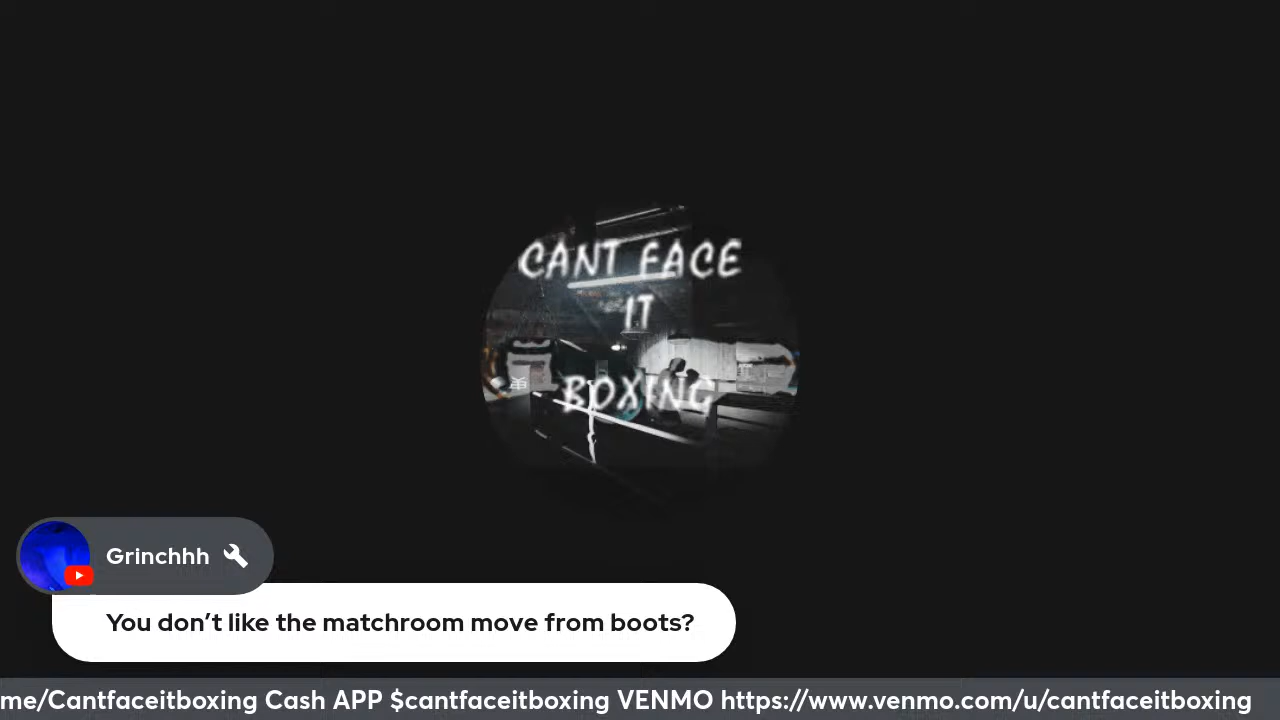 CANT FACE
IT
BOXING
Grinchhh
You don’t like the matchroom move from boots?
me/Cantfaceitboxing Cash APP $cantfaceitboxing VENMO https://www.venmo.com/u/cantfaceitboxing